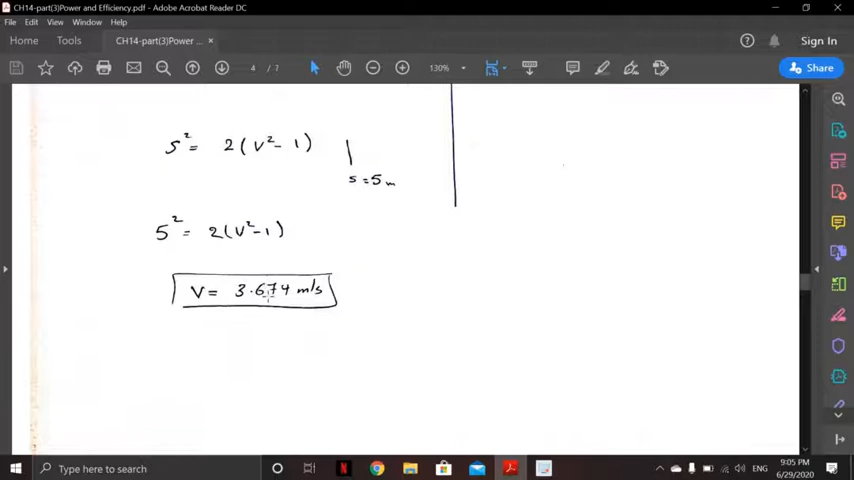 CH14-part(3)Power and Efficiency.pdf - Adobe Acrobat Reader DC
File Edit View Window Help
Home Tools CH14-part(3)Power ... × Sign In
4 / 7 130% Share
s² = 2(v² - 1) | s = 5m
5² = 2(v² - 1)
V = 3.674 m/s
Type here to search
ENG 9:05 PM 6/29/2020